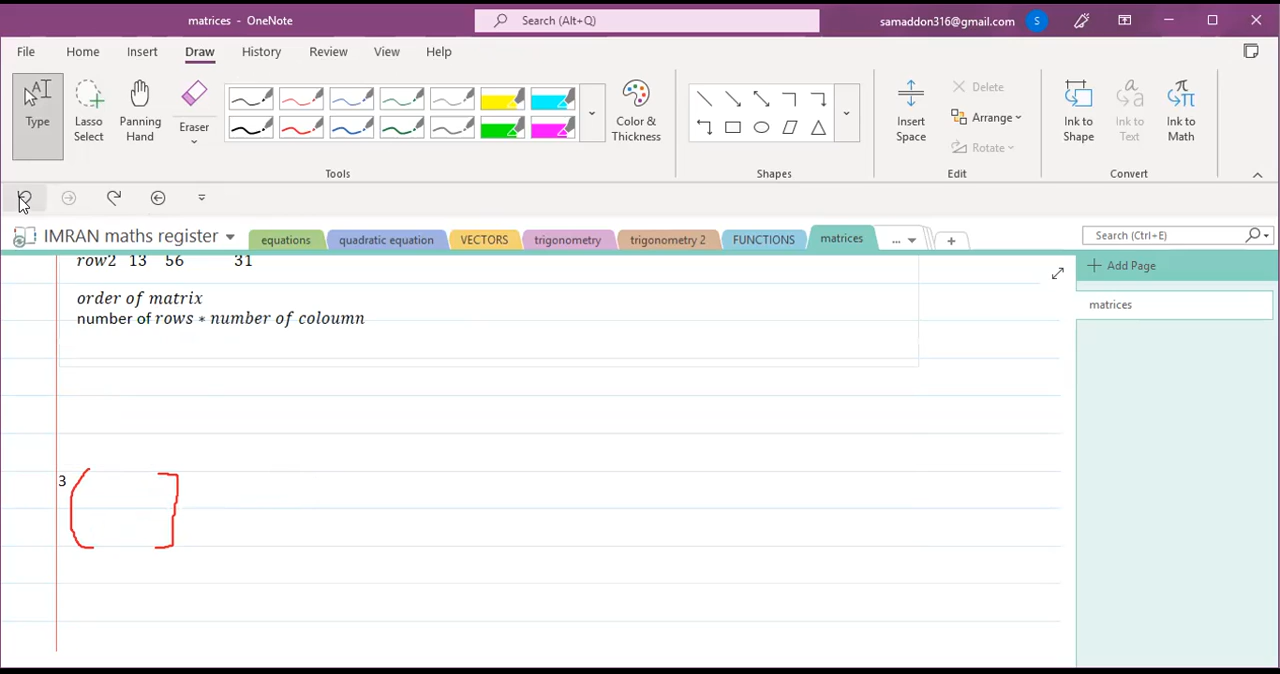 matrices - OneNote
Search (Alt+Q)
samaddon316@gmail.com
S
File Home Insert Draw History Review View Help
Type
Lasso Select
Panning Hand
Eraser
Color & Thickness
Insert Space
Delete
Arrange
Rotate
Ink to Shape
Ink to Text
Ink to Math
Tools
Shapes
Edit
Convert
IMRAN maths register
equations
quadratic equation
VECTORS
trigonometry
trigonometry 2
FUNCTIONS
matrices
...
Search (Ctrl+E)
Add Page
matrices
row2 13 56 31
order of matrix
number of rows * number of coloumn
3